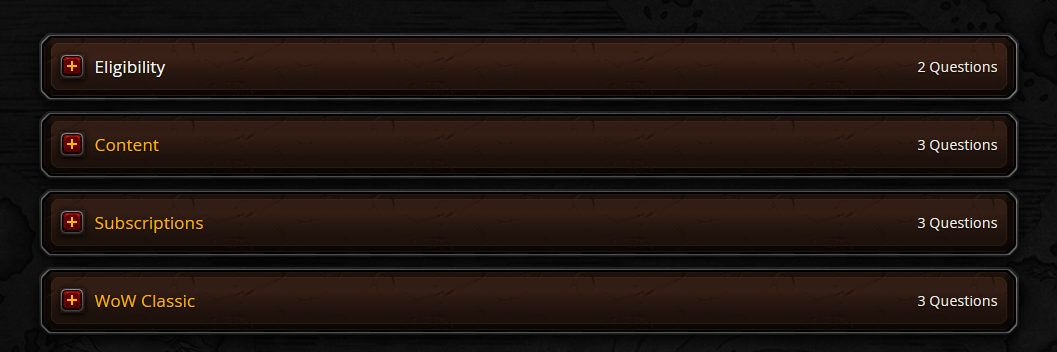 Eligibility 2 Questions
Content 3 Questions
Subscriptions 3 Questions
WoW Classic 3 Questions